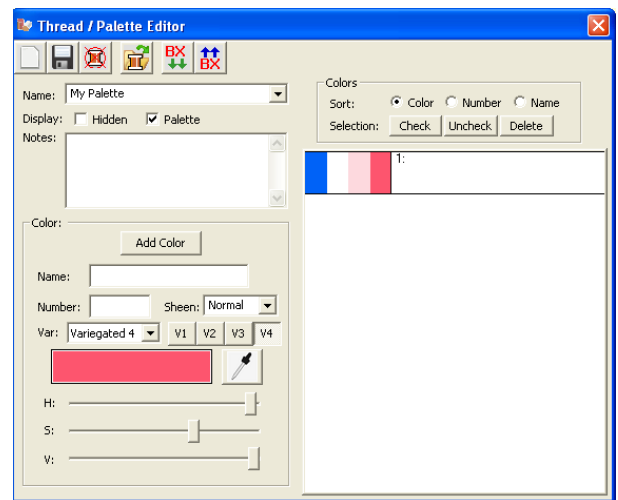 Thread / Palette Editor
BX BX
Name: My Palette
Display: Hidden Palette
Notes:
Color:
Add Color
Name:
Number: Sheen: Normal
Var: Variegated 4 V1 V2 V3 V4
H:
S:
V:
Colors
Sort: Color Number Name
Selection: Check Uncheck Delete
1: